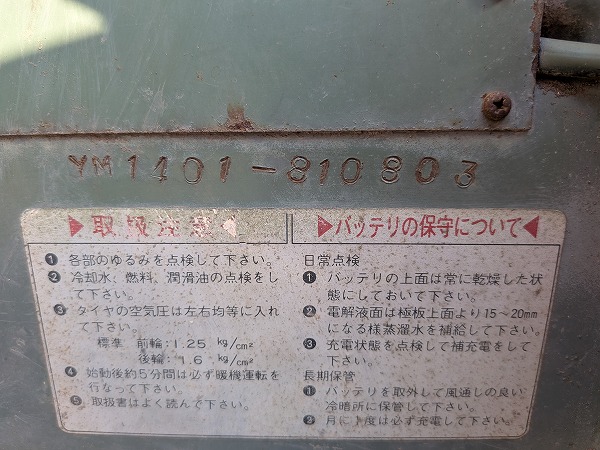 YM1401-810803
▶取扱注意◀
❶ 各部のゆるみを点検して下さい。
❷ 冷却水、燃料、潤滑油の点検をし
て下さい。
❸ タイヤの空気圧は左右均等に入れ
て下さい。
標準 前輪:1.25 kg/cm²
後輪:1.6 kg/cm²
❹ 始動後約5分間は必ず暖機運転を
行なって下さい。
❺ 取扱書はよく読んで下さい。
▶バッテリの保守について◀
日常点検
❶ バッテリの上面は常に乾燥した状
態にしておいて下さい。
❷ 電解液面は極板上面より15~20mm
になる様蒸溜水を補給して下さい。
❸ 充電状態を点検して補充電をして
下さい。
長期保管
❶ バッテリを取外して風通しの良い
冷暗所に保管して下さい。
❷ 月に1度は必ず充電して下さい。